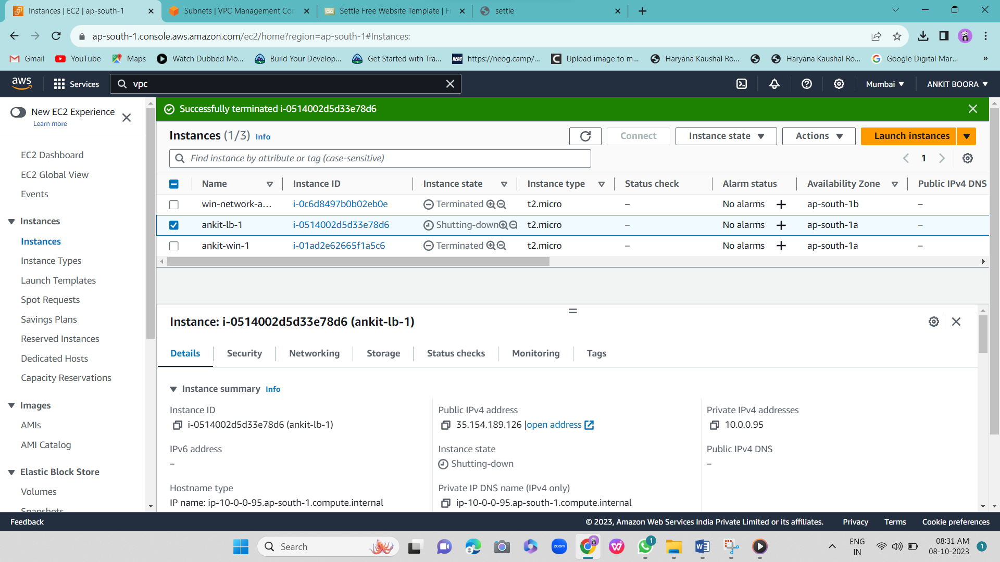 Instances | EC2 | ap-south-1
Subnets | VPC Management Con
Settle Free Website Template | Fr
settle
ap-south-1.console.aws.amazon.com/ec2/home?region=ap-south-1#Instances:
Gmail
YouTube
Maps
Watch Dubbed Mo...
Build Your Develop...
Get Started with Tra...
NEOG
https://neog.camp/...
Upload image to m...
Haryana Kaushal Ro...
Haryana Kaushal Ro...
Google Digital Mar...
»
aws
Services
vpc
Mumbai
ANKIT BOORA
New EC2 Experience
Learn more
EC2 Dashboard
EC2 Global View
Events
Instances
Instances
Instance Types
Launch Templates
Spot Requests
Savings Plans
Reserved Instances
Dedicated Hosts
Capacity Reservations
Images
AMIs
AMI Catalog
Elastic Block Store
Volumes
Snapshots
Successfully terminated i-0514002d5d33e78d6
Instances (1/3) Info
Connect
Instance state
Actions
Launch instances
Find instance by attribute or tag (case-sensitive)
1
Name Instance ID Instance state Instance type Status check Alarm status Availability Zone Public IPv4 DNS
win-network-a... i-0c6d8497b0b02eb0e Terminated t2.micro – No alarms + ap-south-1b –
ankit-lb-1 i-0514002d5d33e78d6 Shutting-down t2.micro – No alarms + ap-south-1a –
ankit-win-1 i-01ad2e62665f1a5c6 Terminated t2.micro – No alarms + ap-south-1a –
Instance: i-0514002d5d33e78d6 (ankit-lb-1)
Details Security Networking Storage Status checks Monitoring Tags
Instance summary Info
Instance ID
i-0514002d5d33e78d6 (ankit-lb-1)
Public IPv4 address
35.154.189.126 |open address
Private IPv4 addresses
10.0.0.95
IPv6 address
–
Instance state
Shutting-down
Public IPv4 DNS
–
Hostname type
IP name: ip-10-0-0-95.ap-south-1.compute.internal
Private IP DNS name (IPv4 only)
ip-10-0-0-95.ap-south-1.compute.internal
Feedback
© 2023, Amazon Web Services India Private Limited or its affiliates.
Privacy
Terms
Cookie preferences
Search
zoom
1
ENG
IN
08:31 AM
08-10-2023
1